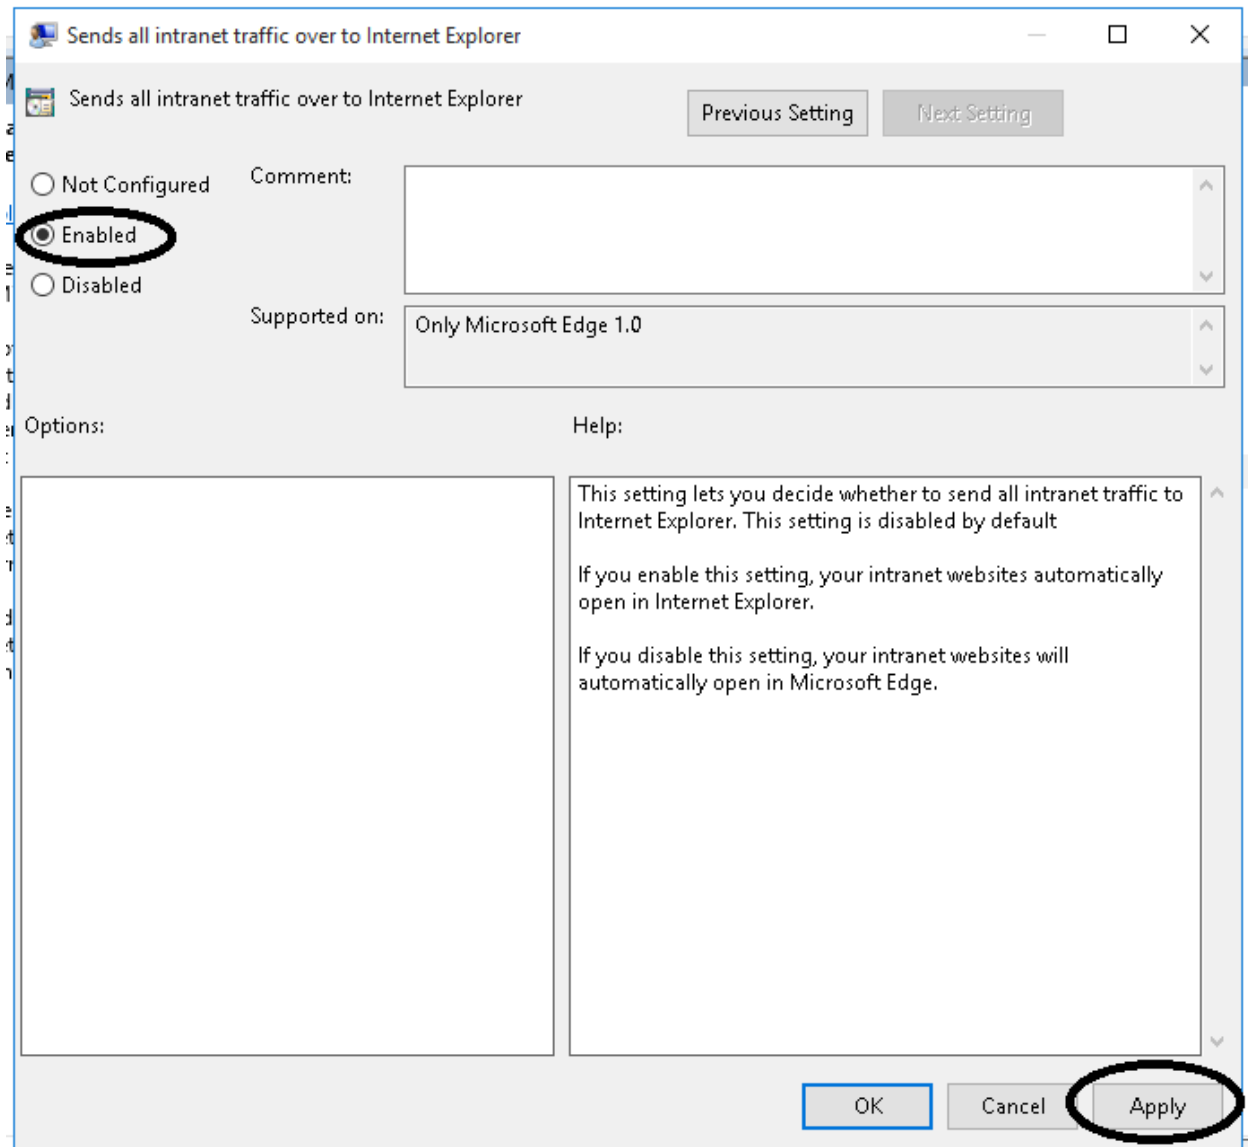 Sends all intranet traffic over to Internet Explorer
Sends all intranet traffic over to Internet Explorer
Previous Setting
Next Setting
Not Configured
Comment:
Enabled
Disabled
Supported on:
Only Microsoft Edge 1.0
Options:
Help:
This setting lets you decide whether to send all intranet traffic to
Internet Explorer. This setting is disabled by default
If you enable this setting, your intranet websites automatically
open in Internet Explorer.
If you disable this setting, your intranet websites will
automatically open in Microsoft Edge.
OK
Cancel
Apply